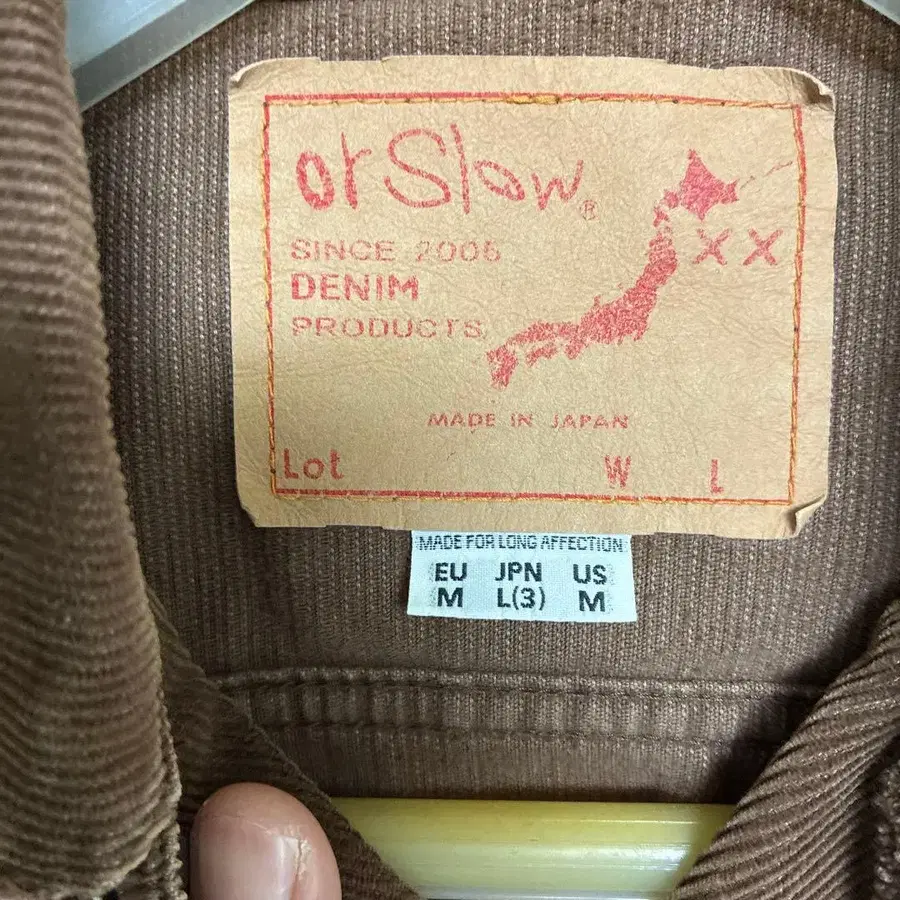 orSlow®
SINCE 2005
DENIM
PRODUCTS
XX
MADE IN JAPAN
Lot W L
MADE FOR LONG AFFECTION
EU JPN US
M L(3) M